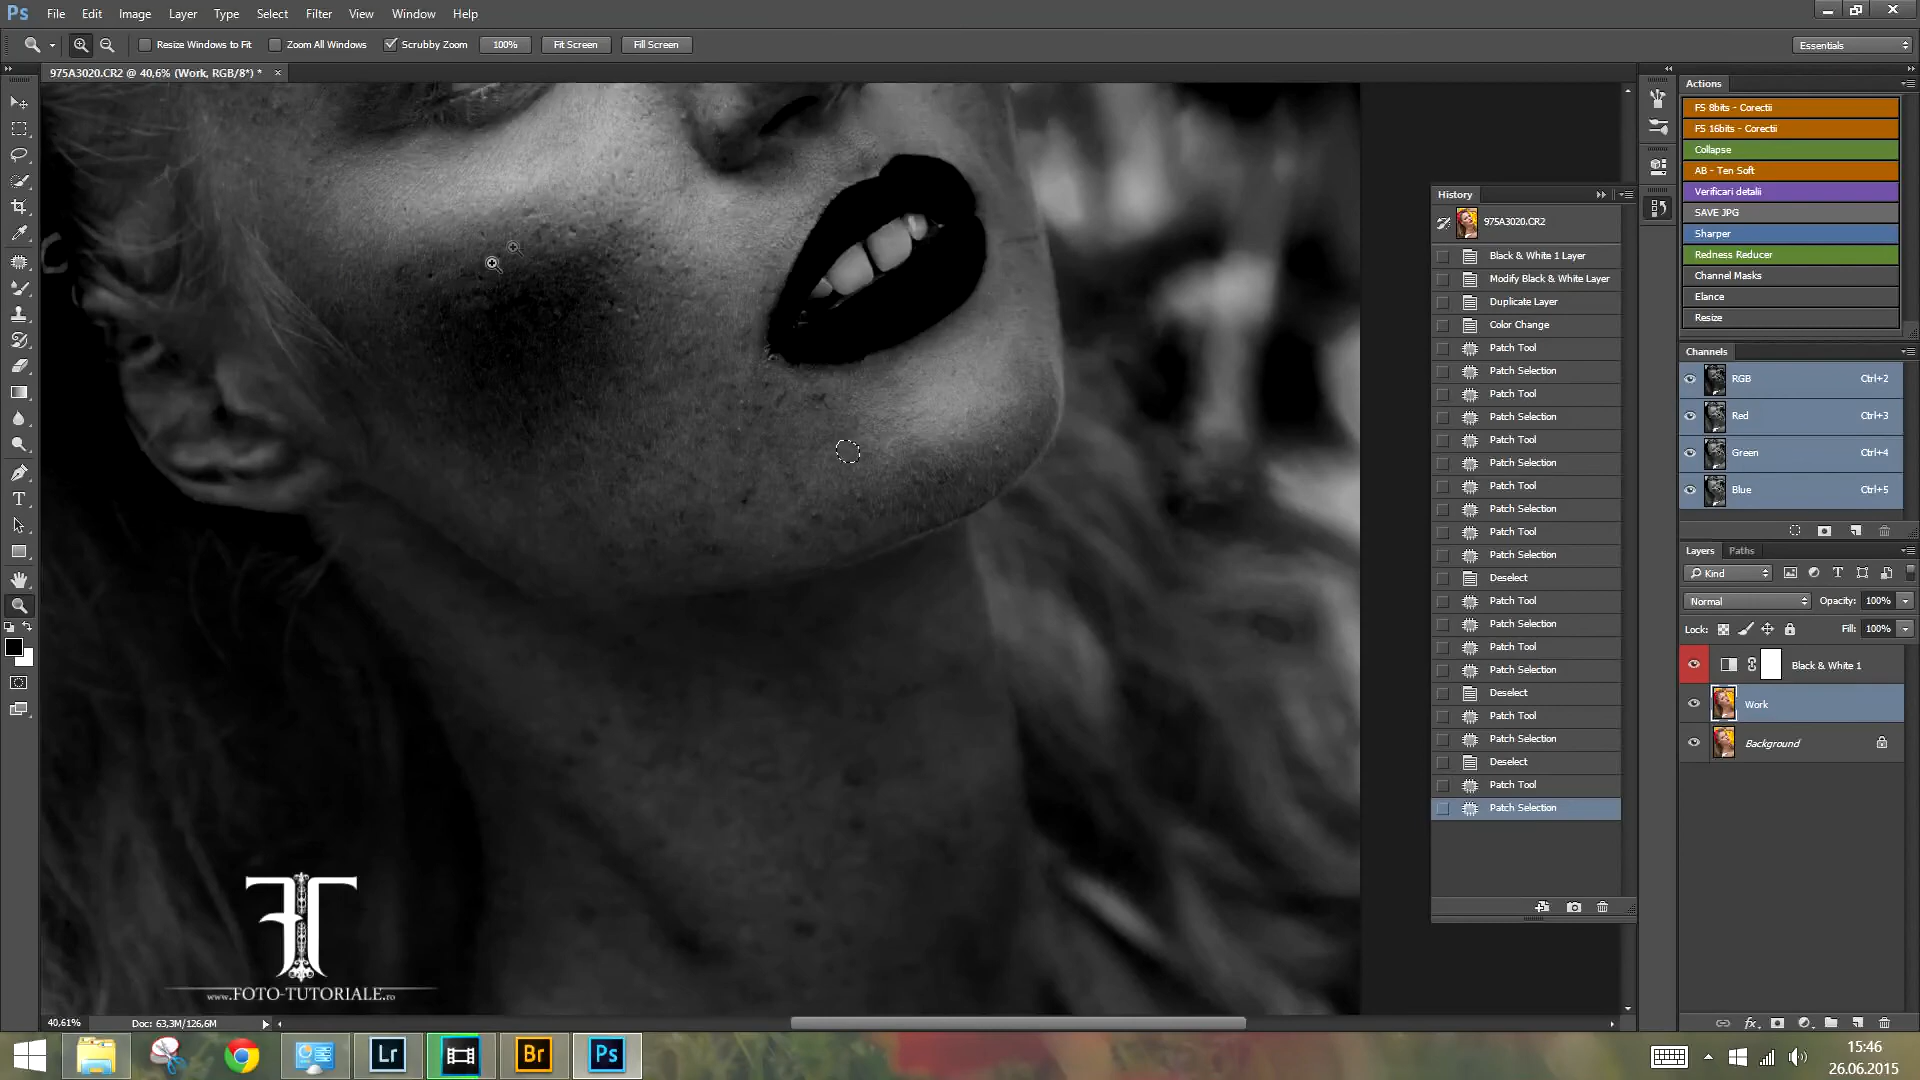 Ps File Edit Image Layer Type Select Filter View Window Help
Resize Windows to Fit Zoom All Windows Scrubby Zoom 100% Fit Screen Fill Screen Essentials
975A3020.CR2 @ 40,6% (Work, RGB/8*) *
Actions
F5 8bits - Corectii
F5 16bits - Corectii
Collapse
AB - Ten Soft
Verificari detalii
SAVE JPG
Sharper
Redness Reducer
Channel Masks
Elance
Resize
History
975A3020.CR2
Black & White 1 Layer
Modify Black & White Layer
Duplicate Layer
Color Change
Patch Tool
Patch Selection
Patch Tool
Patch Selection
Patch Tool
Patch Selection
Patch Tool
Patch Selection
Patch Tool
Patch Selection
Deselect
Patch Tool
Patch Selection
Patch Tool
Patch Selection
Deselect
Patch Tool
Patch Selection
Deselect
Patch Tool
Patch Selection
Channels
RGB Ctrl+2
Red Ctrl+3
Green Ctrl+4
Blue Ctrl+5
Layers Paths
Kind
Normal Opacity: 100%
Lock: Fill: 100%
Black & White 1
Work
Background
FT
www.FOTO-TUTORIALE.ro
40,61% Doc: 63,3M/126,6M
Lr Br Ps
15:46
26.06.2015